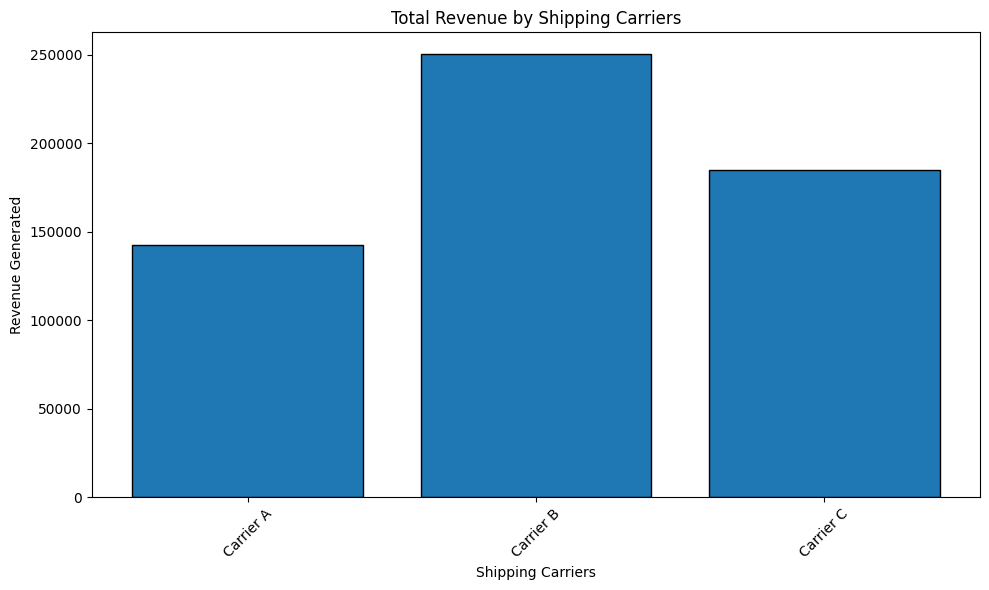 Total Revenue by Shipping Carriers
Revenue Generated
250000
200000
150000
100000
50000
0
Carrier A
Carrier B
Carrier C
Shipping Carriers